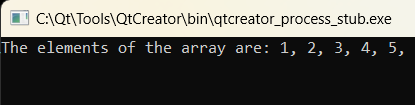 C:\Qt\Tools\QtCreator\bin\qtcreator_process_stub.exe
The elements of the array are: 1, 2, 3, 4, 5,